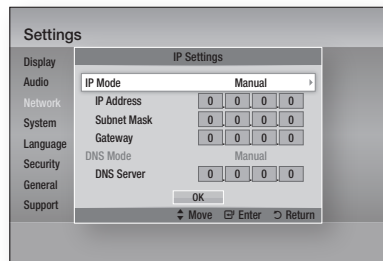 Settings
Display
Audio
Network
System
Language
Security
General
Support
IP Settings
IP Mode Manual
IP Address 0 . 0 . 0 . 0
Subnet Mask 0 . 0 . 0 . 0
Gateway 0 . 0 . 0 . 0
DNS Mode Manual
DNS Server 0 . 0 . 0 . 0
OK
Move Enter Return